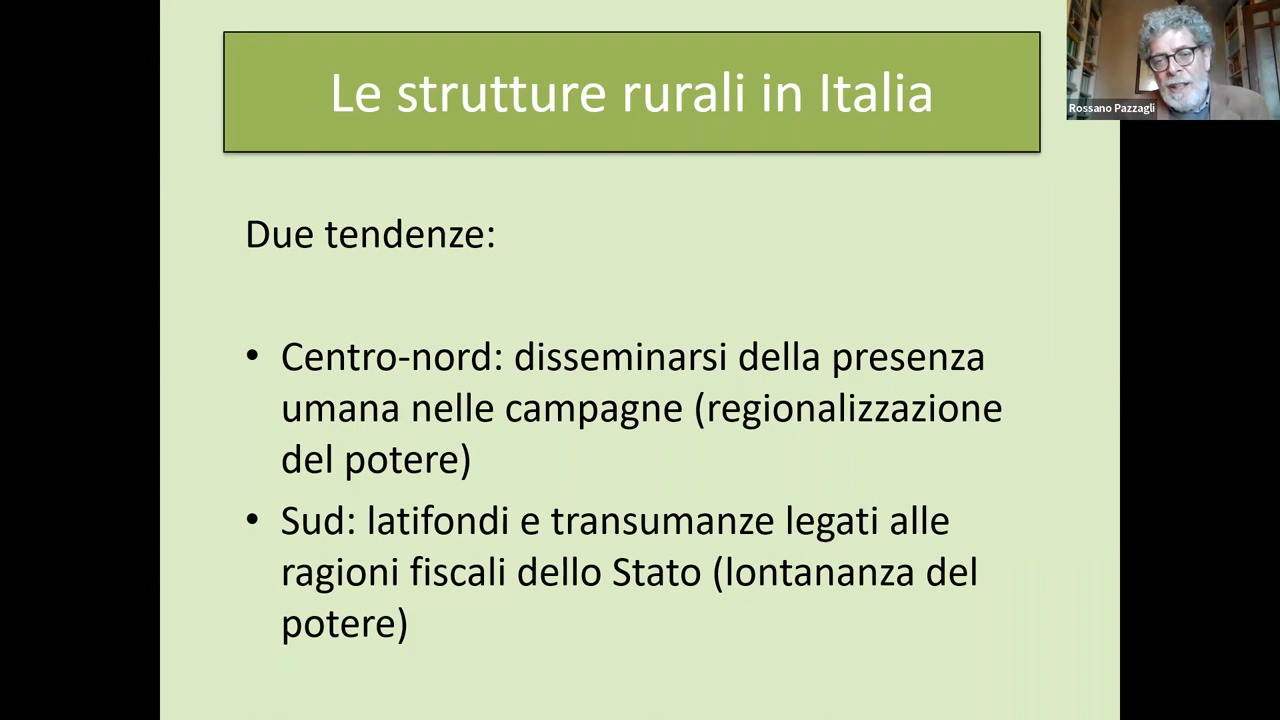 Le strutture rurali in Italia
Rossano Pazzagli
Due tendenze:
• Centro-nord: disseminarsi della presenza
umana nelle campagne (regionalizzazione
del potere)
• Sud: latifondi e transumanze legati alle
ragioni fiscali dello Stato (lontananza del
potere)